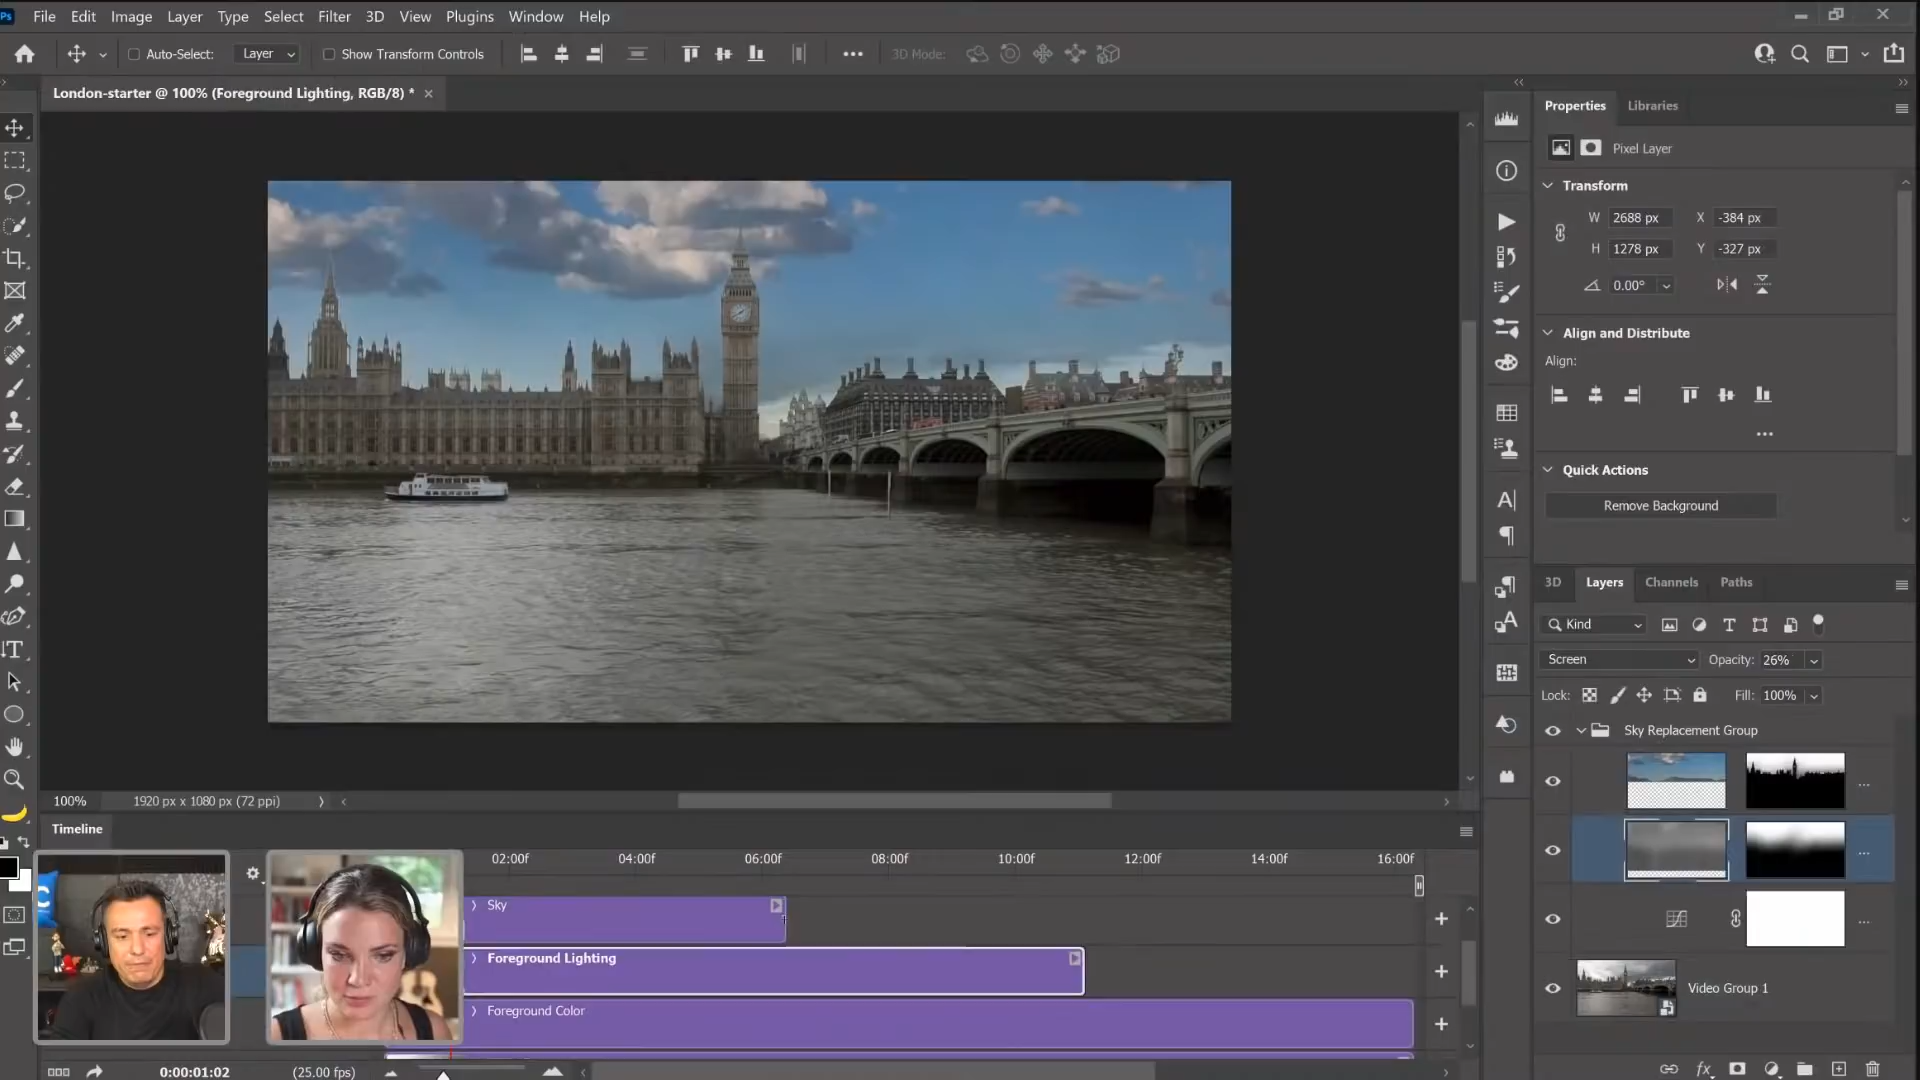 Ps File Edit Image Layer Type Select Filter 3D View Plugins Window Help
Auto-Select: Layer Show Transform Controls 3D Mode:
London-starter @ 100% (Foreground Lighting, RGB/8) *
Properties Libraries
Pixel Layer
Transform
W 2688 px X -384 px
H 1278 px Y -327 px
0.00°
Align and Distribute
Align:
Quick Actions
Remove Background
3D Layers Channels Paths
Kind
Screen Opacity: 26%
Lock: Fill: 100%
Sky Replacement Group
Video Group 1
100% 1920 px x 1080 px (72 ppi)
Timeline
02:00f 04:00f 06:00f 08:00f 10:00f 12:00f 14:00f 16:00f
Sky
Foreground Lighting
Foreground Color
0:00:01:02 (25.00 fps)